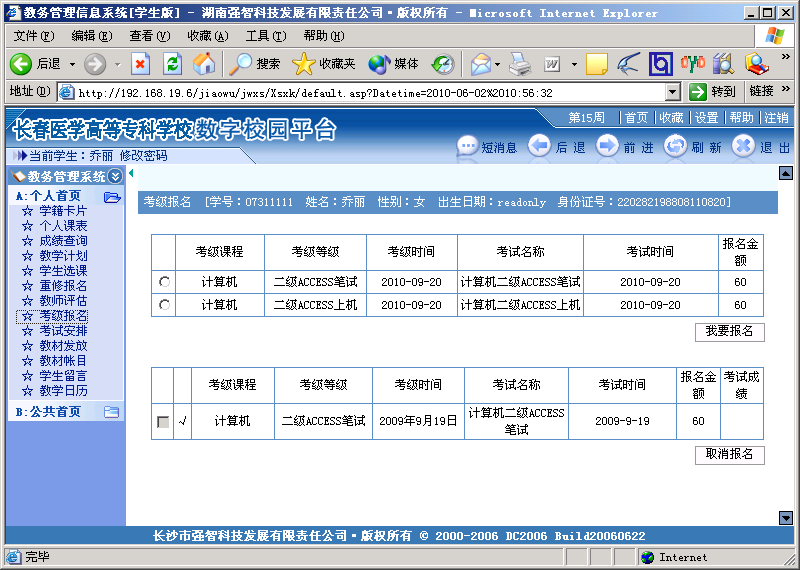 教务管理信息系统[学生版] - 湖南强智科技发展有限责任公司·版权所有 - Microsoft Internet Explorer
文件(F) 编辑(E) 查看(V) 收藏(A) 工具(T) 帮助(H)
后退 搜索 收藏夹 媒体
地址(D) http://192.168.19.6/jiaowu/jwxs/Xsxk/default.asp?Datetime=2010-06-02%2010:56:32 转到 链接 »
第15周 首页 收藏 设置 帮助 注销
长春医学高等专科学校数字校园平台
短消息 后退 前进 刷新 退出
当前学生：乔丽 修改密码
教务管理系统
A:个人首页
☆ 学籍卡片
☆ 个人课表
☆ 成绩查询
☆ 教学计划
☆ 学生选课
☆ 重修报名
☆ 教师评估
☆ 考级报名
☆ 考试安排
☆ 教材发放
☆ 教材帐目
☆ 学生留言
☆ 教学日历
B:公共首页
考级报名 [学号：07311111 姓名：乔丽 性别：女 出生日期：readonly 身份证号：220282198808110820]
考级课程 考级等级 考级时间 考试名称 考试时间 报名金额
计算机 二级ACCESS笔试 2010-09-20 计算机二级ACCESS笔试 2010-09-20 60
计算机 二级ACCESS上机 2010-09-20 计算机二级ACCESS上机 2010-09-20 60
我要报名
考级课程 考级等级 考级时间 考试名称 考试时间 报名金额 考试成绩
√ 计算机 二级ACCESS笔试 2009年9月19日 计算机二级ACCESS笔试 2009-9-19 60
取消报名
长沙市强智科技发展有限责任公司·版权所有 © 2000-2006 DC2006 Build20060622
完毕 Internet